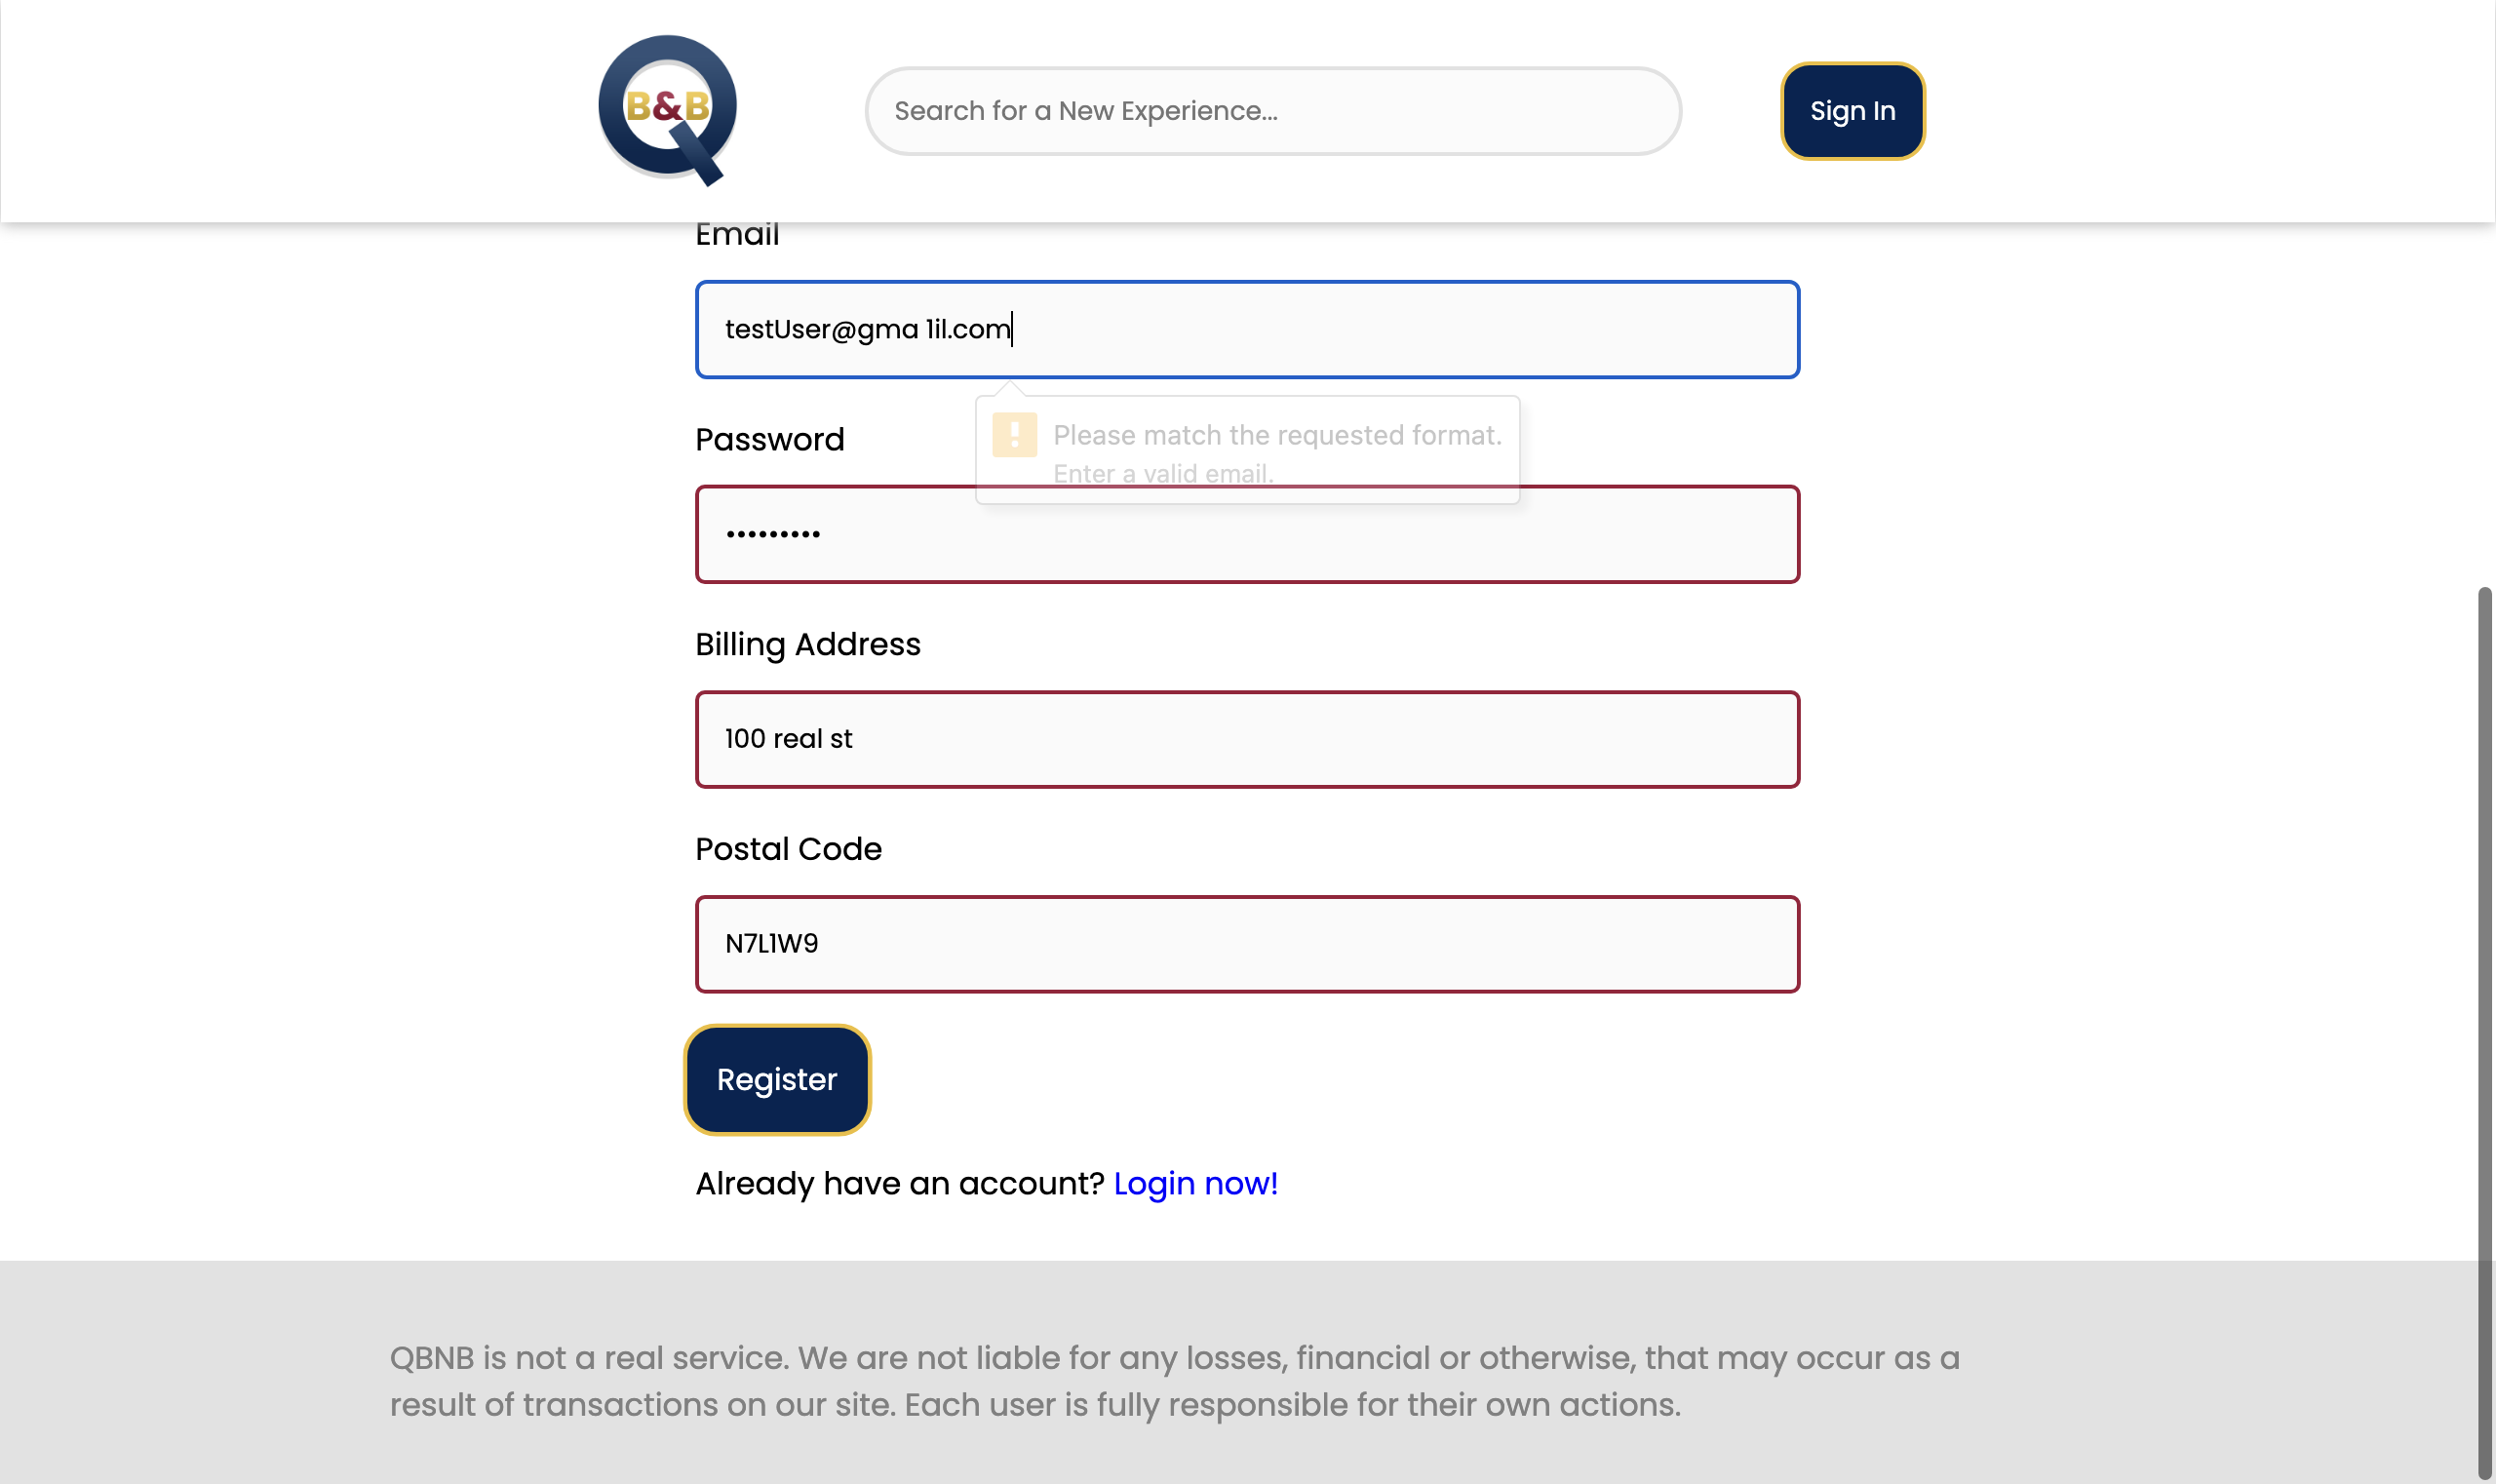 B&B
Search for a New Experience...
Sign In
Email
testUser@gma 1il.com
Please match the requested format.
Enter a valid email.
Password
•••••••••
Billing Address
100 real st
Postal Code
N7L1W9
Register
Already have an account? Login now!
QBNB is not a real service. We are not liable for any losses, financial or otherwise, that may occur as a
result of transactions on our site. Each user is fully responsible for their own actions.